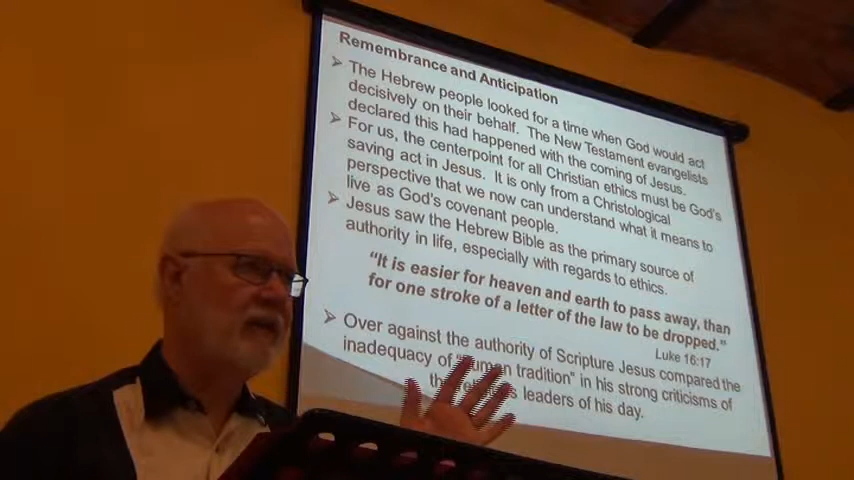 Remembrance and Anticipation
➢ The Hebrew people looked for a time when God would act
decisively on their behalf. The New Testament evangelists
declared this had happened with the coming of Jesus.
➢ For us, the centerpoint for all Christian ethics must be God's
saving act in Jesus. It is only from a Christological
perspective that we now can understand what it means to
live as God's covenant people.
➢ Jesus saw the Hebrew Bible as the primary source of
authority in life, especially with regards to ethics.
"It is easier for heaven and earth to pass away, than
for one stroke of a letter of the law to be dropped."
Luke 16:17
➢ Over against the authority of Scripture Jesus compared the
inadequacy of "human tradition" in his strong criticisms of
leaders of his day.